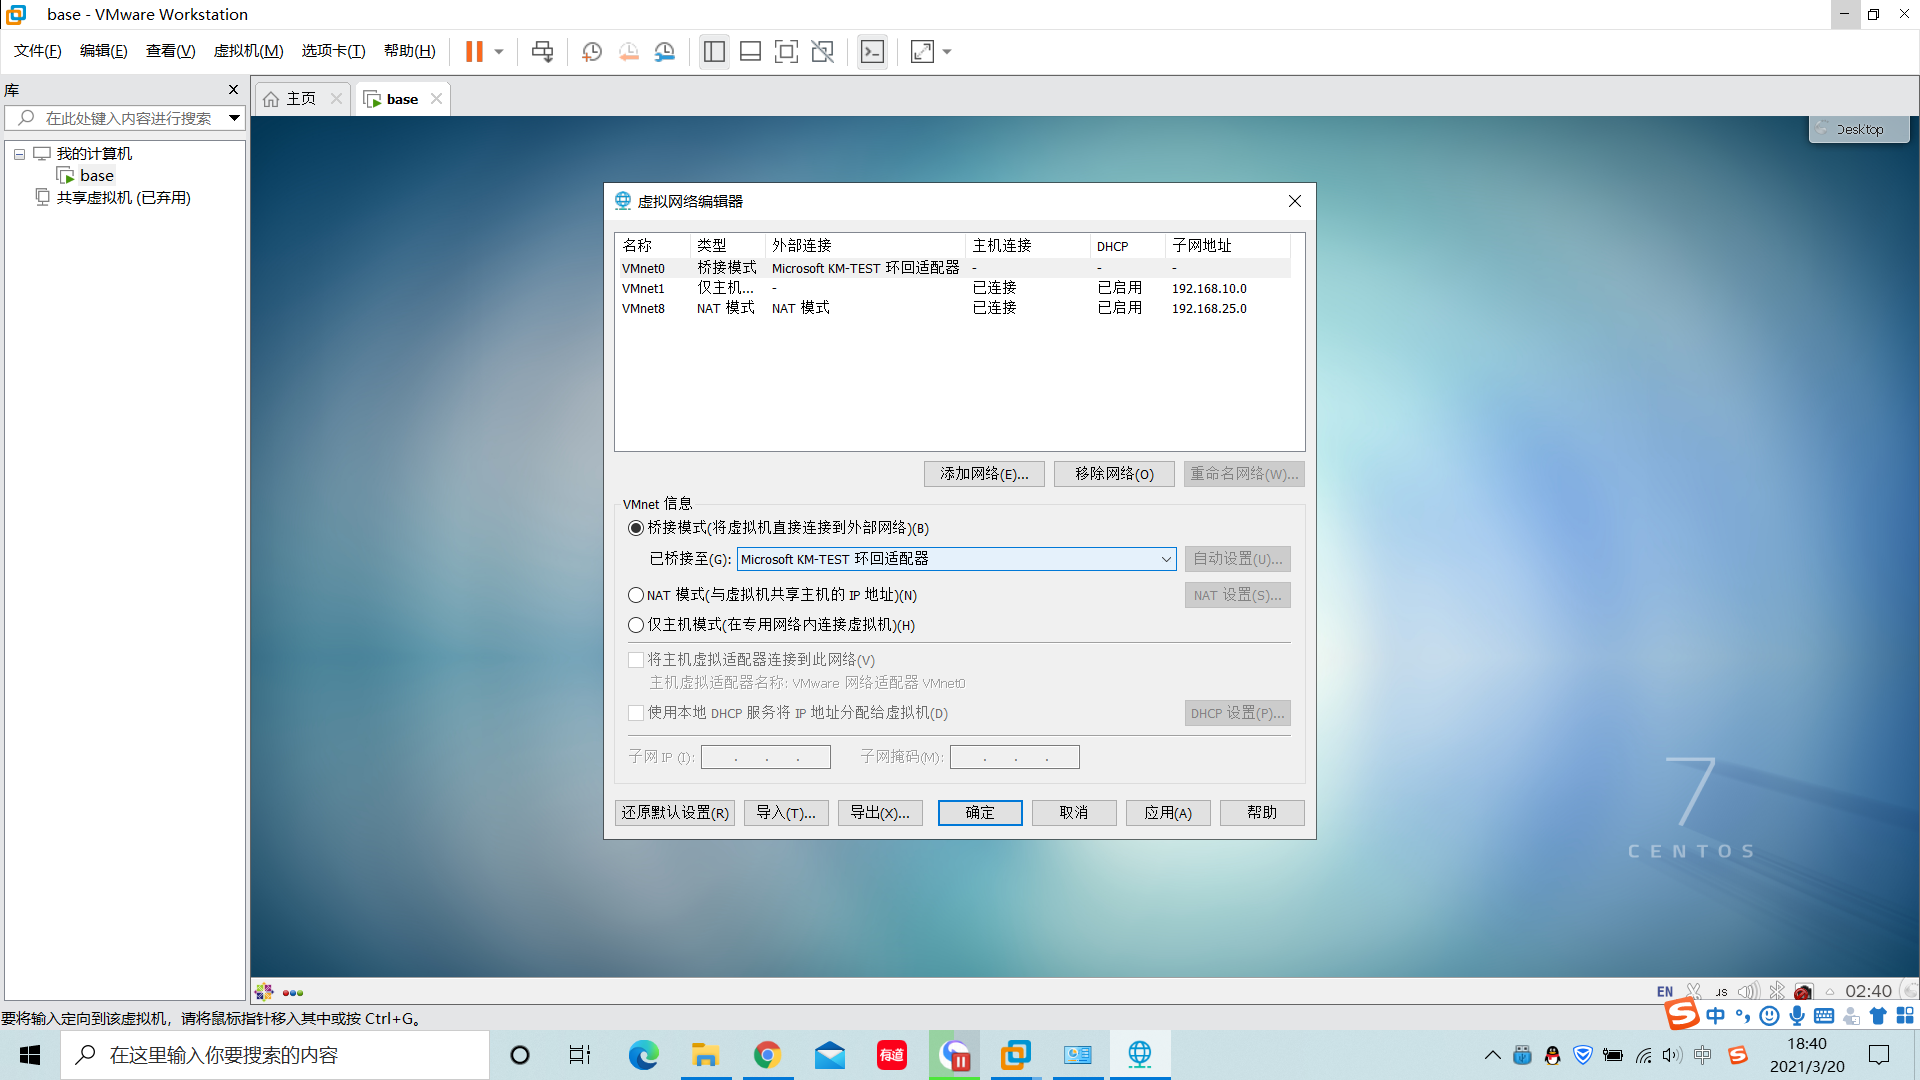 base - VMware Workstation
文件(F) 编辑(E) 查看(V) 虚拟机(M) 选项卡(T) 帮助(H)
库
在此处键入内容进行搜索
我的计算机
base
共享虚拟机 (已弃用)
主页
base
Desktop
虚拟网络编辑器
名称 类型 外部连接 主机连接 DHCP 子网地址
VMnet0 桥接模式 Microsoft KM-TEST 环回适配器 - - -
VMnet1 仅主机... - 已连接 已启用 192.168.10.0
VMnet8 NAT 模式 NAT 模式 已连接 已启用 192.168.25.0
添加网络(E)... 移除网络(O) 重命名网络(W)...
VMnet 信息
桥接模式(将虚拟机直接连接到外部网络)(B)
已桥接至(G): Microsoft KM-TEST 环回适配器 自动设置(U)...
NAT 模式(与虚拟机共享主机的 IP 地址)(N) NAT 设置(S)...
仅主机模式(在专用网络内连接虚拟机)(H)
将主机虚拟适配器连接到此网络(V)
主机虚拟适配器名称: VMware 网络适配器 VMnet0
使用本地 DHCP 服务将 IP 地址分配给虚拟机(D) DHCP 设置(P)...
子网 IP (I): . . . 子网掩码(M): . . .
还原默认设置(R) 导入(T)... 导出(X)... 确定 取消 应用(A) 帮助
7
CENTOS
EN JS 02:40
要将输入定向到该虚拟机，请将鼠标指针移入其中或按 Ctrl+G。
S 中
在这里输入你要搜索的内容
有道
中 S
18:40
2021/3/20